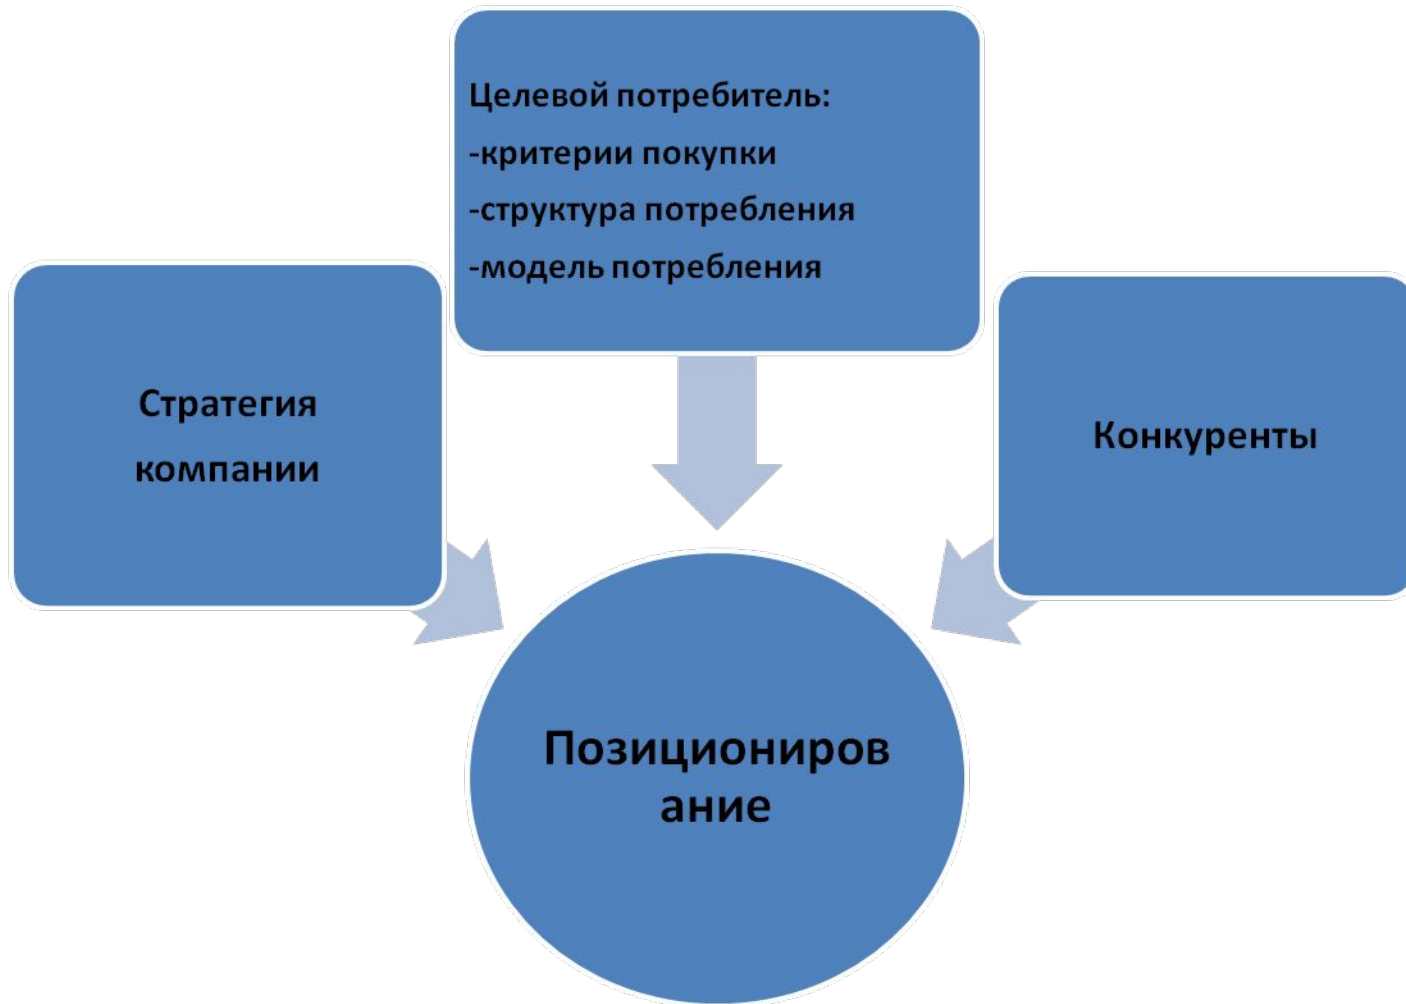 Целевой потребитель:
-критерии покупки
-структура потребления
-модель потребления
Стратегия
компании
Конкуренты
Позициониров
ание